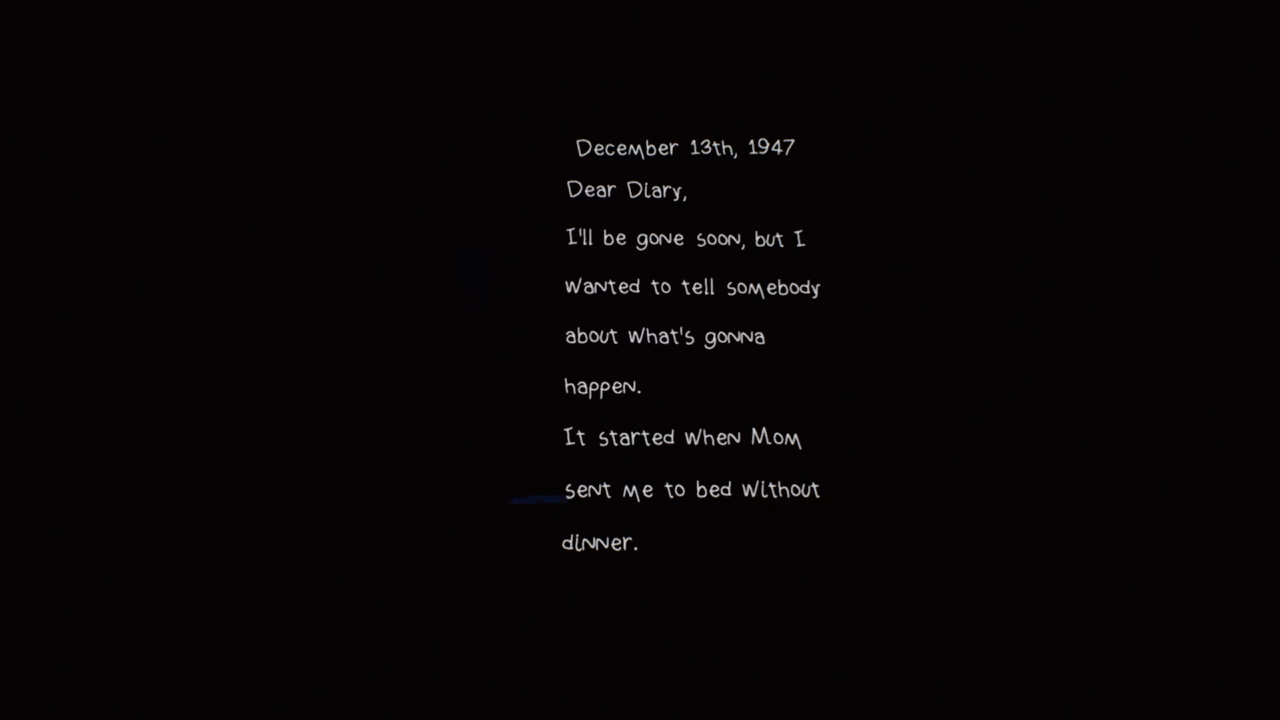 December 13th, 1947
Dear Diary,
I'll be gone soon, but I
wanted to tell somebody
about what's gonna
happen.
It started when Mom
sent me to bed without
dinner.